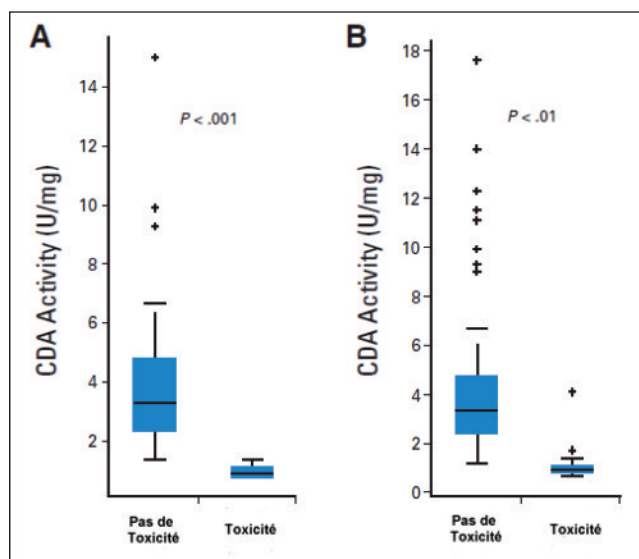 A
CDA Activity (U/mg)
14
12
10
8
6
4
2
P < .001
Pas de
Toxicité
Toxicité
B
CDA Activity (U/mg)
18
16
14
12
10
8
6
4
2
0
P < .01
Pas de
Toxicité
Toxicité